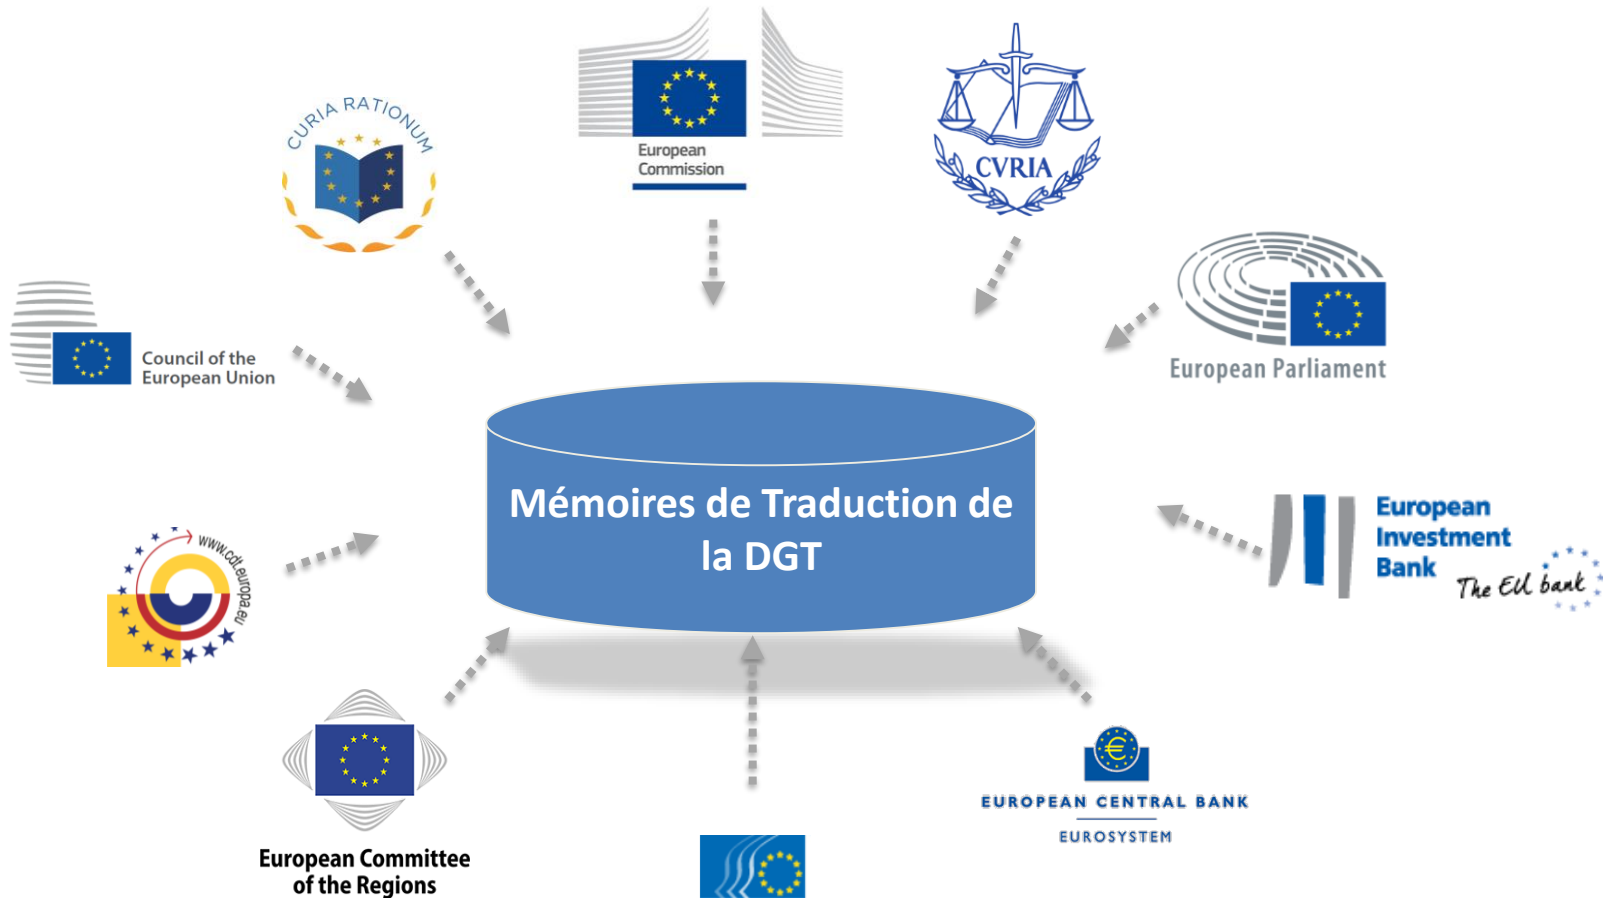 European
Commission
CURIA RATIONUM
CVRIA
Council of the
European Union
European Parliament
Mémoires de Traduction de
la DGT
European
Investment
Bank
The EU bank
www.cdt.europa.eu
European Committee
of the Regions
€
EUROPEAN CENTRAL BANK
EUROSYSTEM